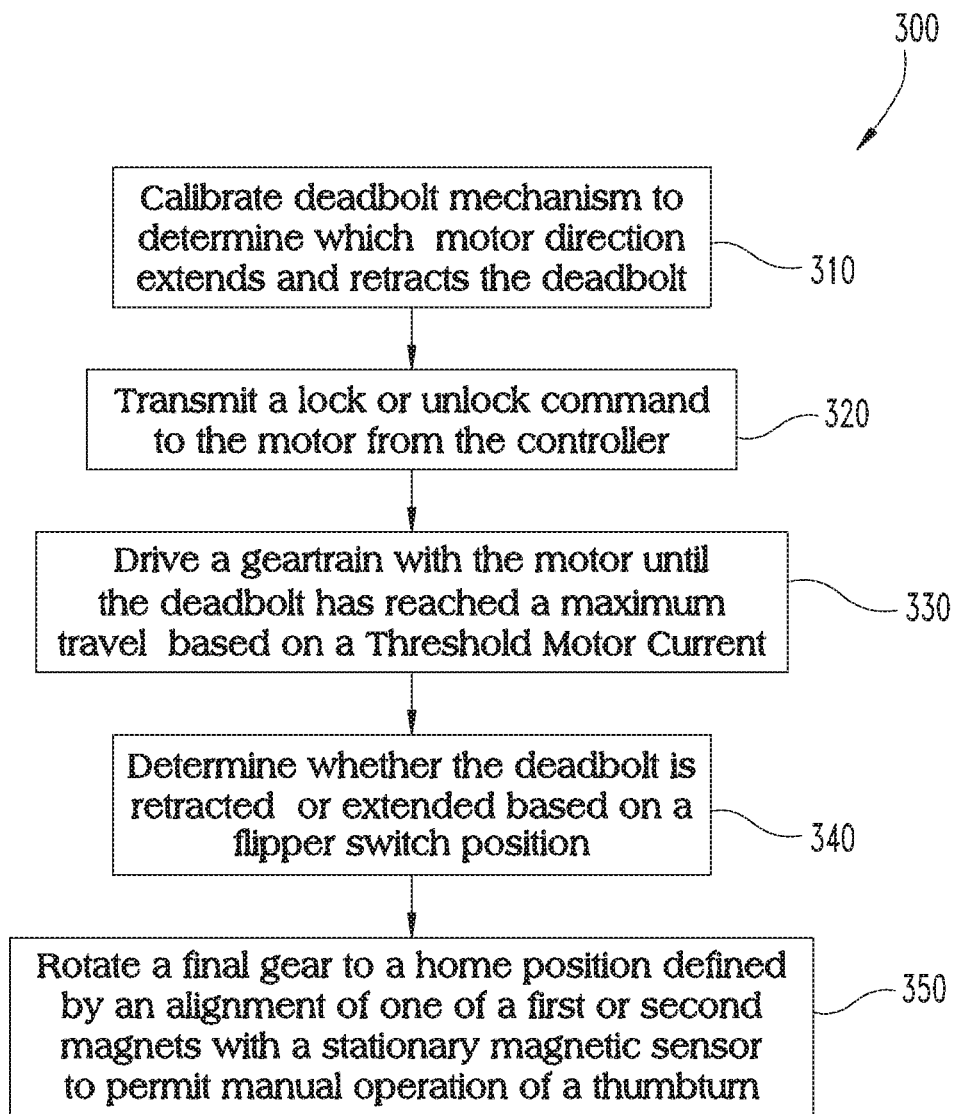 300
Calibrate deadbolt mechanism to
determine which motor direction
extends and retracts the deadbolt
310
Transmit a lock or unlock command
to the motor from the controller
320
Drive a geartrain with the motor until
the deadbolt has reached a maximum
travel based on a Threshold Motor Current
330
Determine whether the deadbolt is
retracted or extended based on a
flipper switch position
340
Rotate a final gear to a home position defined
by an alignment of one of a first or second
magnets with a stationary magnetic sensor
to permit manual operation of a thumbturn
350